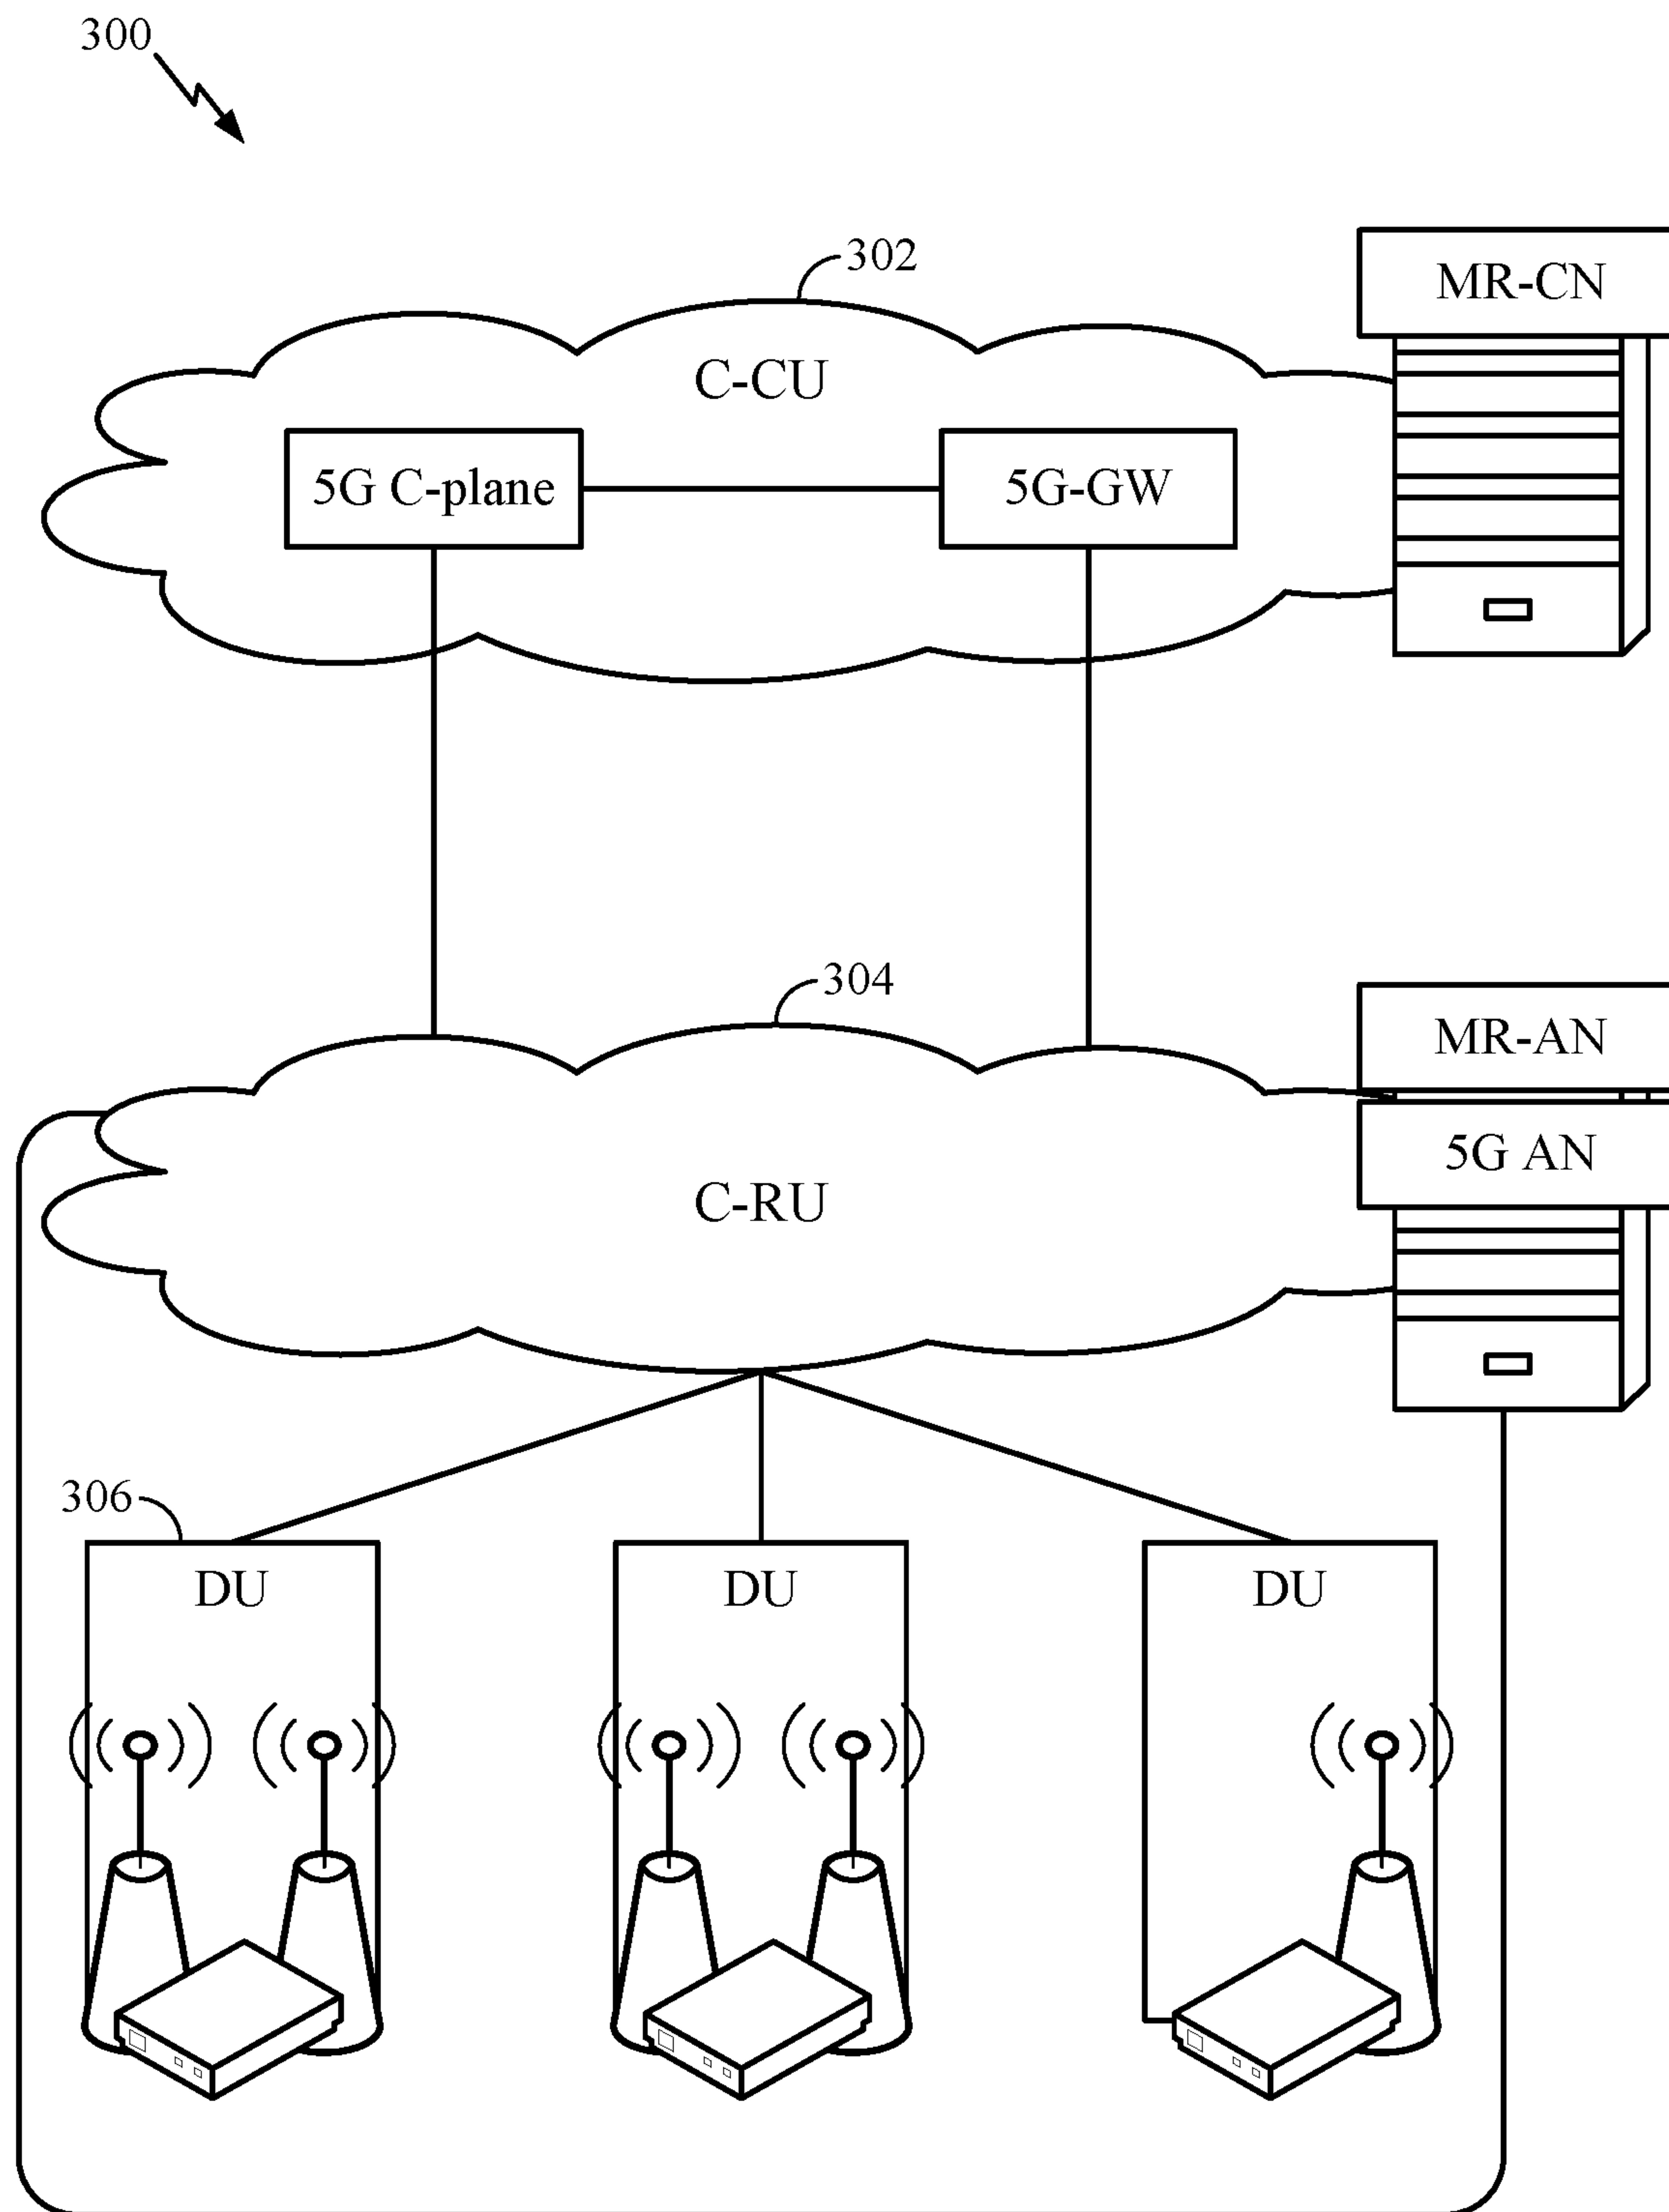 300
302
MR-CN
C-CU
5G C-plane
5G-GW
304
MR-AN
5G AN
C-RU
306
DU
DU
DU